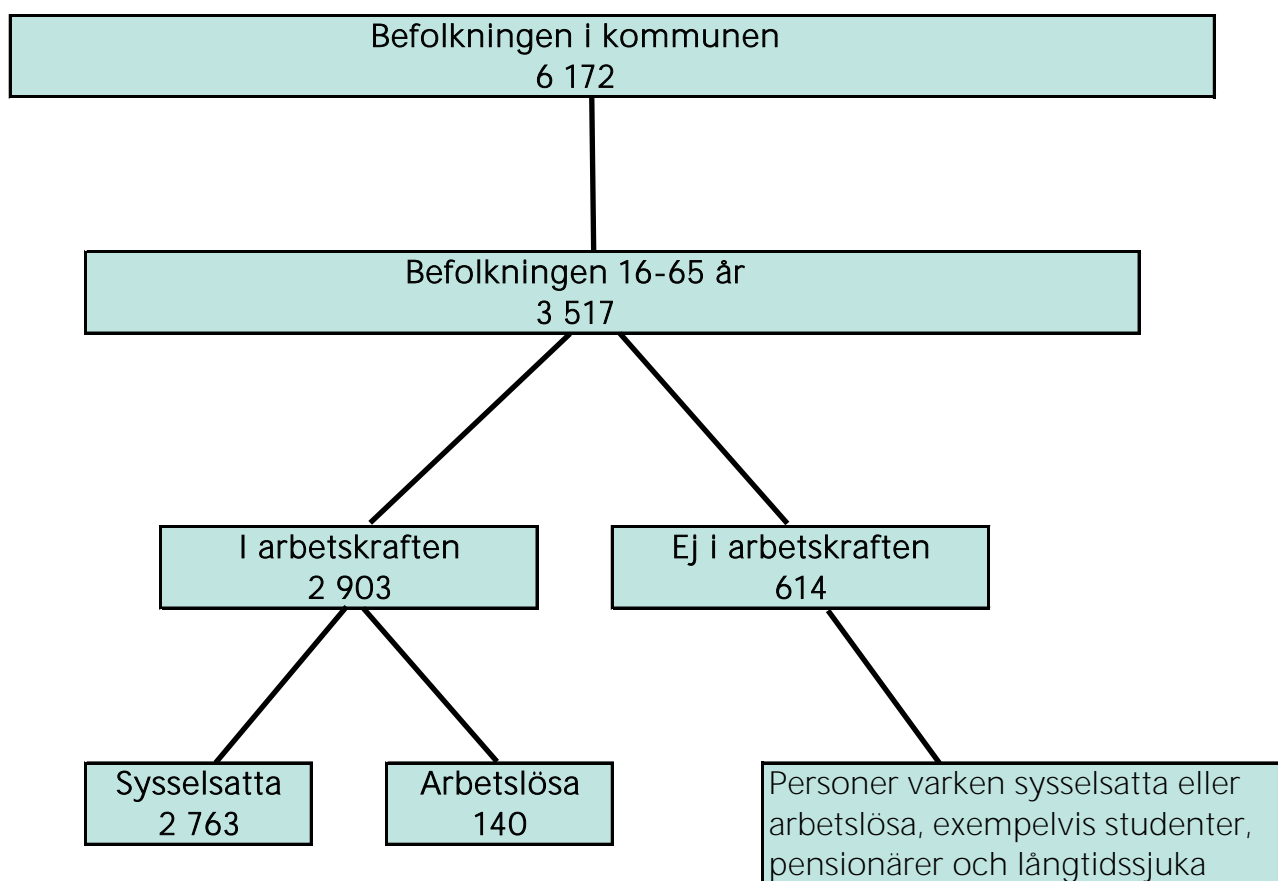 Befolkningen i kommunen
6 172
Befolkningen 16-65 år
3 517
I arbetskraften
2 903
Ej i arbetskraften
614
Sysselsatta
2 763
Arbetslösa
140
Personer varken sysselsatta eller
arbetslösa, exempelvis studenter,
pensionärer och långtidssjuka